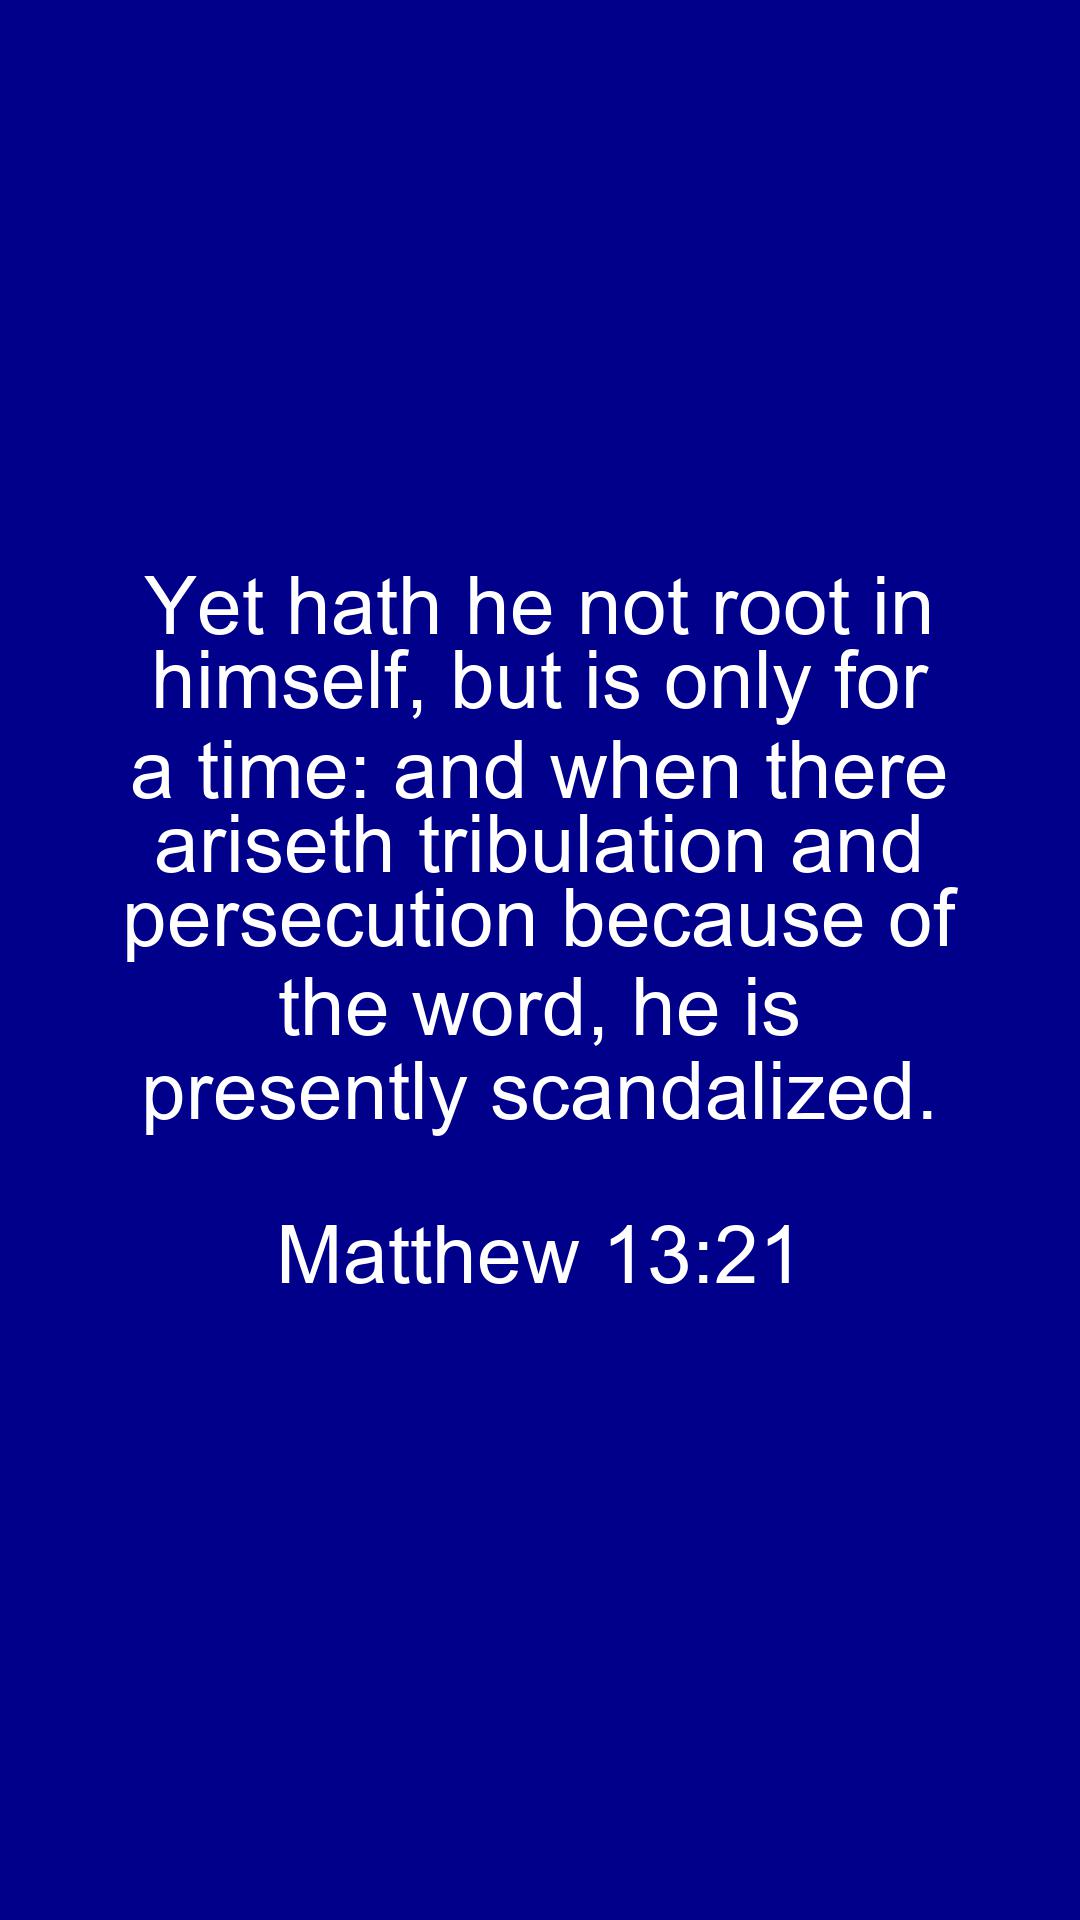 Yet hath he not root in
himself, but is only for
a time: and when there
ariseth tribulation and
persecution because of
the word, he is
presently scandalized.
Matthew 13:21